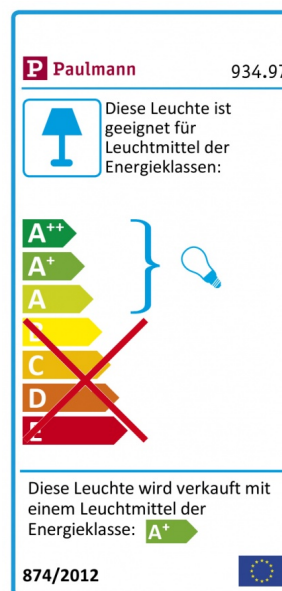 P Paulmann 934.97
Diese Leuchte ist
geeignet für
Leuchtmittel der
Energieklassen:
A++
A+
A
B
C
D
E
Diese Leuchte wird verkauft mit
einem Leuchtmittel der
Energieklasse: A+
874/2012